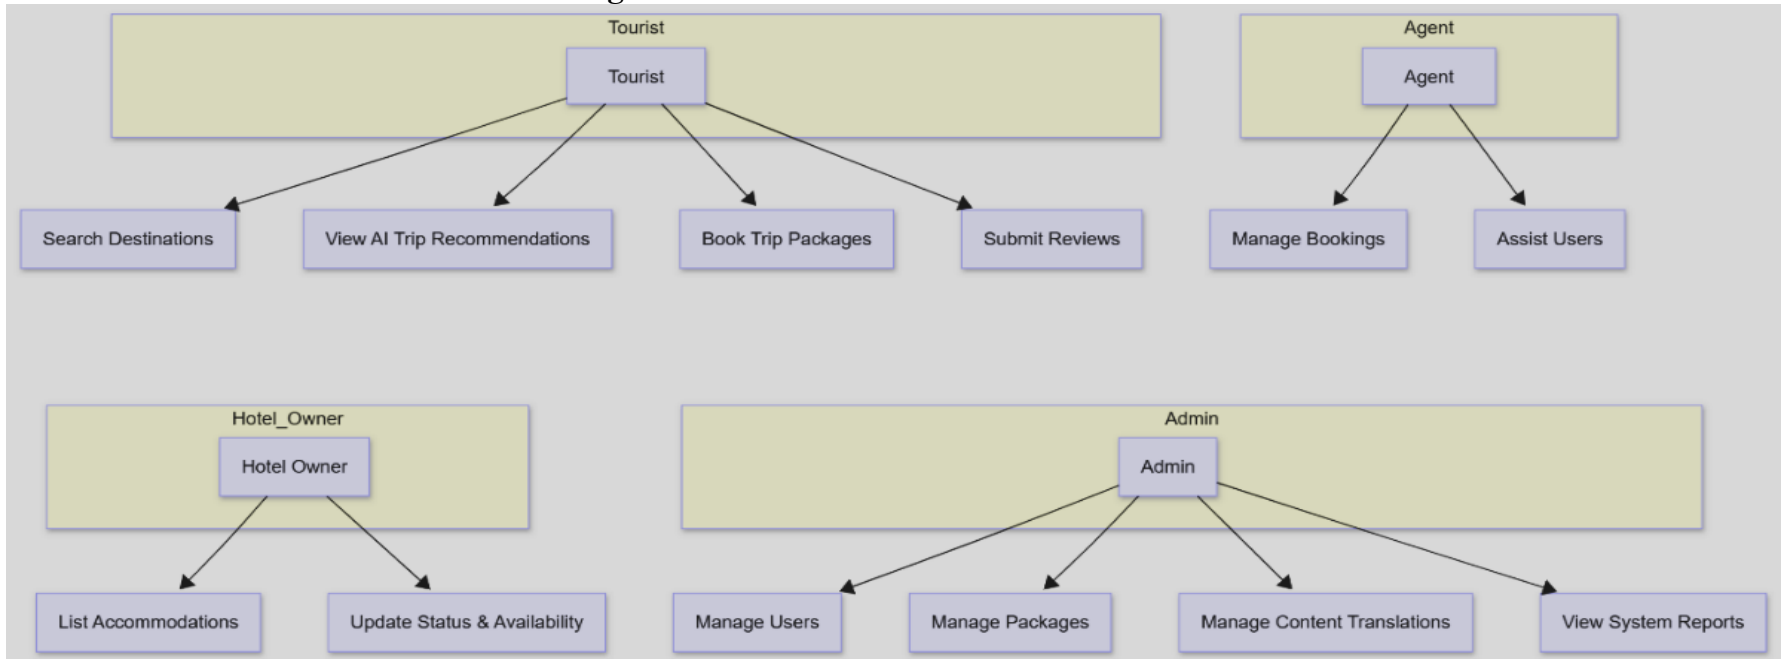 Tourist
Agent
Tourist
Agent
Search Destinations
View AI Trip Recommendations
Book Trip Packages
Submit Reviews
Manage Bookings
Assist Users
Hotel_Owner
Admin
Hotel Owner
Admin
List Accommodations
Update Status & Availability
Manage Users
Manage Packages
Manage Content Translations
View System Reports